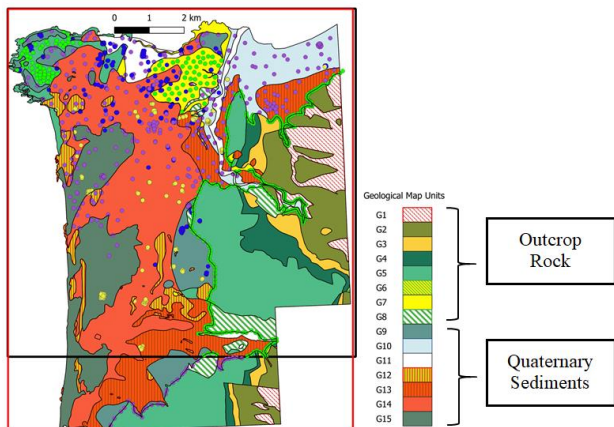 0 1 2 km
Geological Map Units
G1
G2
G3
G4
G5
G6
G7
G8
G9
G10
G11
G12
G13
G14
G15
Outcrop
Rock
Quaternary
Sediments